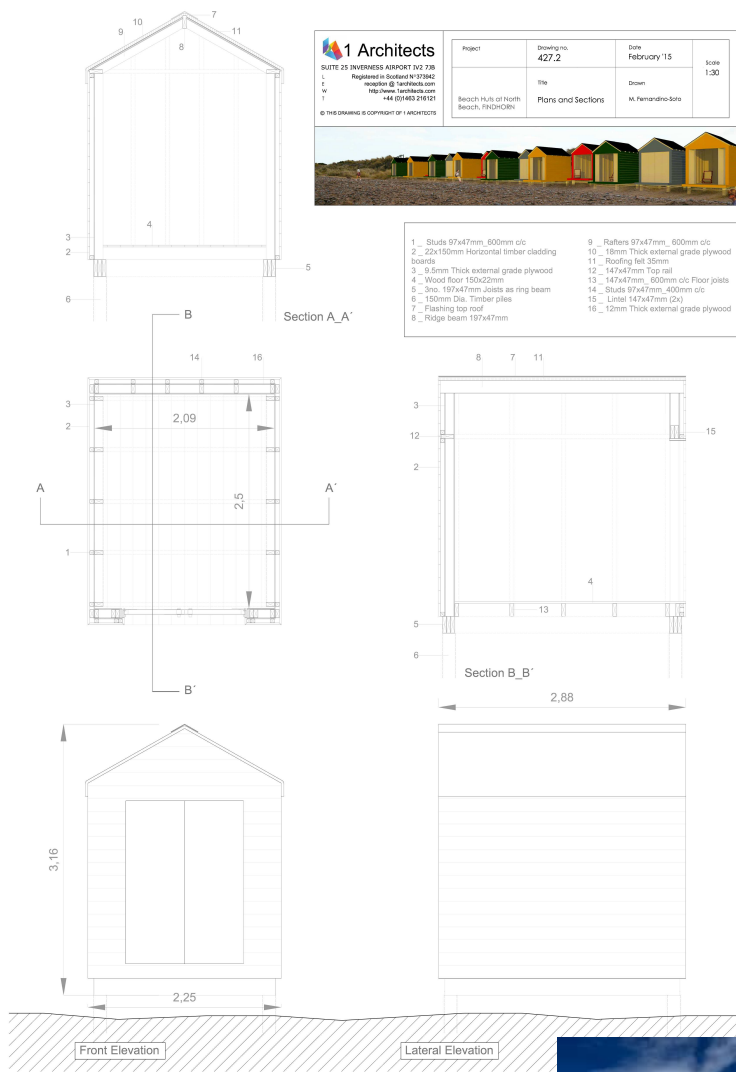 10
9
7
11
8
4
3
2
5
6
Section A_A´
1 Architects
SUITE 25 INVERNESS AIRPORT IV2 7JB
L Registered in Scotland Nº373942
E reception @ 1architects.com
W http://www.1architects.com
T +44 (0)1463 216121
© THIS DRAWING IS COPYRIGHT OF 1 ARCHITECTS
Project
Beach Huts at North
Beach, FINDHORN
Drawing no.
427.2
Date
February '15
Scale
1:30
Title
Plans and Sections
Drawn
M. Fernandino-Soto
1 _ Studs 97x47mm_ 600mm c/c
2 _ 22x150mm Horizontal timber cladding
boards
3 _ 9.5mm Thick external grade plywood
4 _ Wood floor 150x22mm
5 _ 3no. 197x47mm Joists as ring beam
6 _ 150mm Dia. Timber piles
7 _ Flashing top roof
8 _ Ridge beam 197x47mm
9 _ Rafters 97x47mm_ 600mm c/c
10 _ 18mm Thick external grade plywood
11 _ Roofing felt 35mm
12 _ 147x47mm Top rail
13 _ 147x47mm_ 600mm c/c Floor joists
14 _ Studs 97x47mm_400mm c/c
15 _ Lintel 147x47mm (2x)
16 _ 12mm Thick external grade plywood
B
14
16
3
2
2,09
2,5
A
A´
1
B´
8
7
11
3
12
15
2
4
13
5
6
Section B_B´
3,16
2,25
Front Elevation
2,88
Lateral Elevation